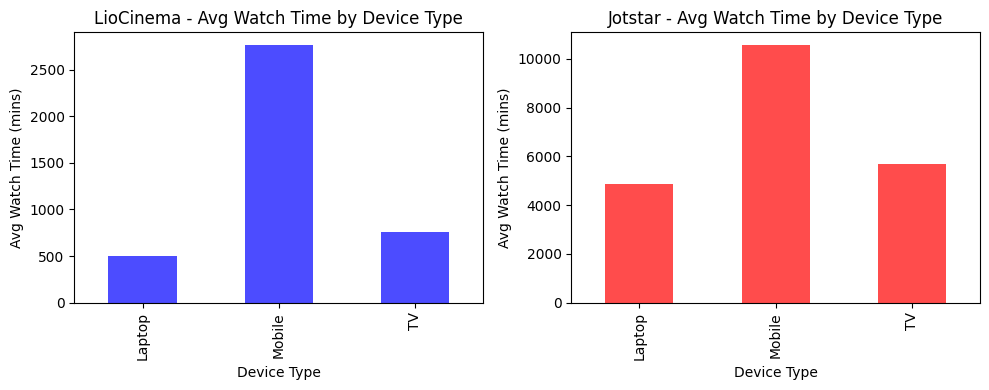 LioCinema - Avg Watch Time by Device Type
Avg Watch Time (mins)
2500
2000
1500
1000
500
0
Laptop
Mobile
TV
Device Type
Jotstar - Avg Watch Time by Device Type
Avg Watch Time (mins)
10000
8000
6000
4000
2000
0
Laptop
Mobile
TV
Device Type